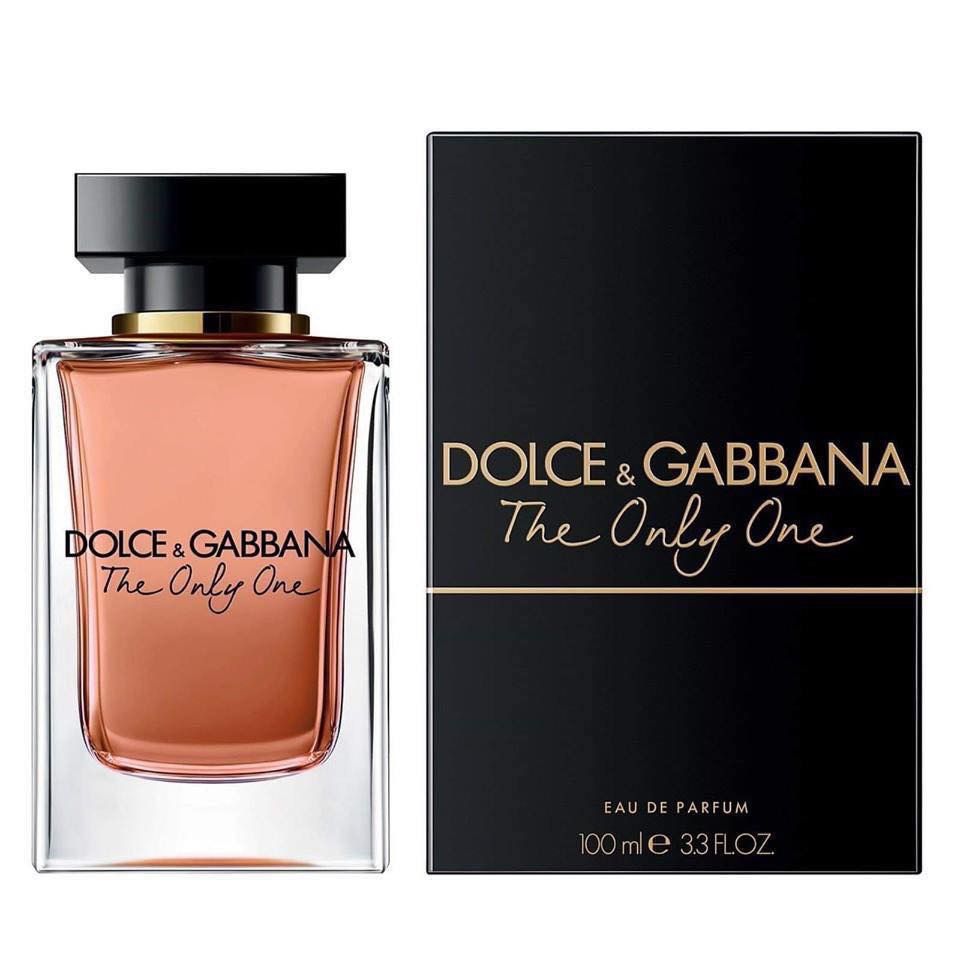 DOLCE & GABBANA
The Only One
DOLCE & GABBANA
The Only One
EAU DE PARFUM
100 ml e 3.3 FL.OZ.